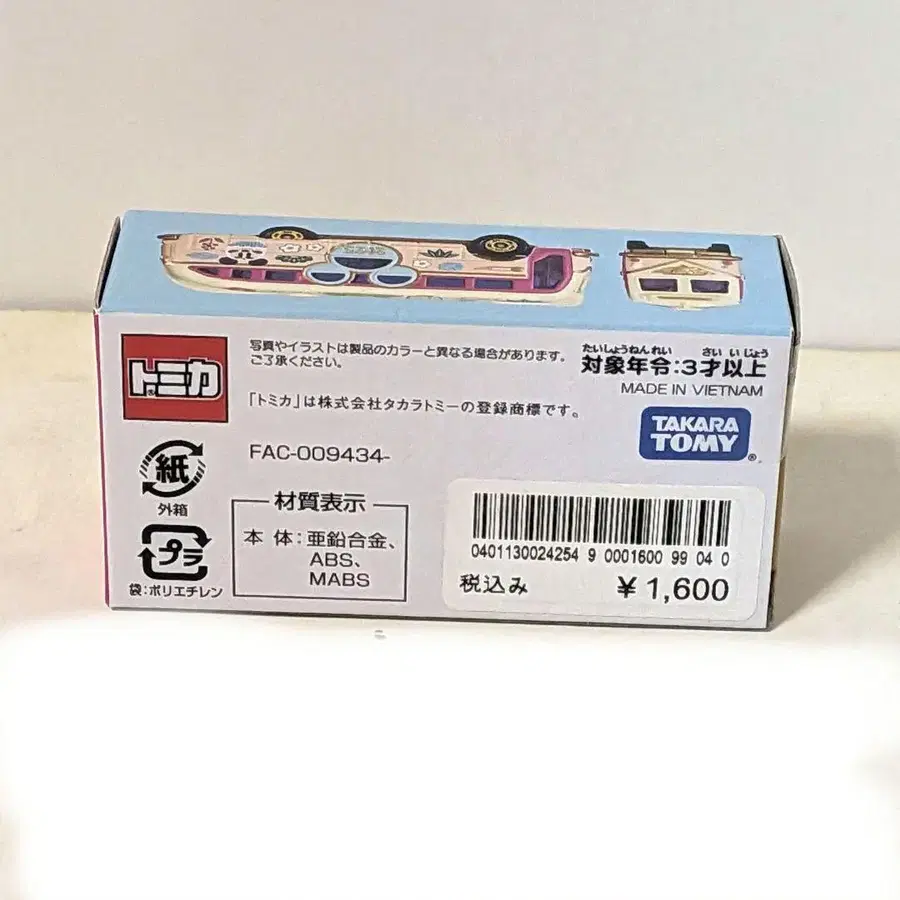 トミカ
写真やイラストは製品のカラーと異なる場合があります。
ご了承ください。
「トミカ」は株式会社タカラトミーの登録商標です。
FAC-009434-
たいしょうねんれい さいいじょう
対象年令:3才以上
MADE IN VIETNAM
TAKARA
TOMY
紙
外箱
プラ
袋:ポリエチレン
材質表示
本 体:亜鉛合金、
ABS、
MABS
0401130024254 9 0001600 99 04 0
税込み ¥1,600